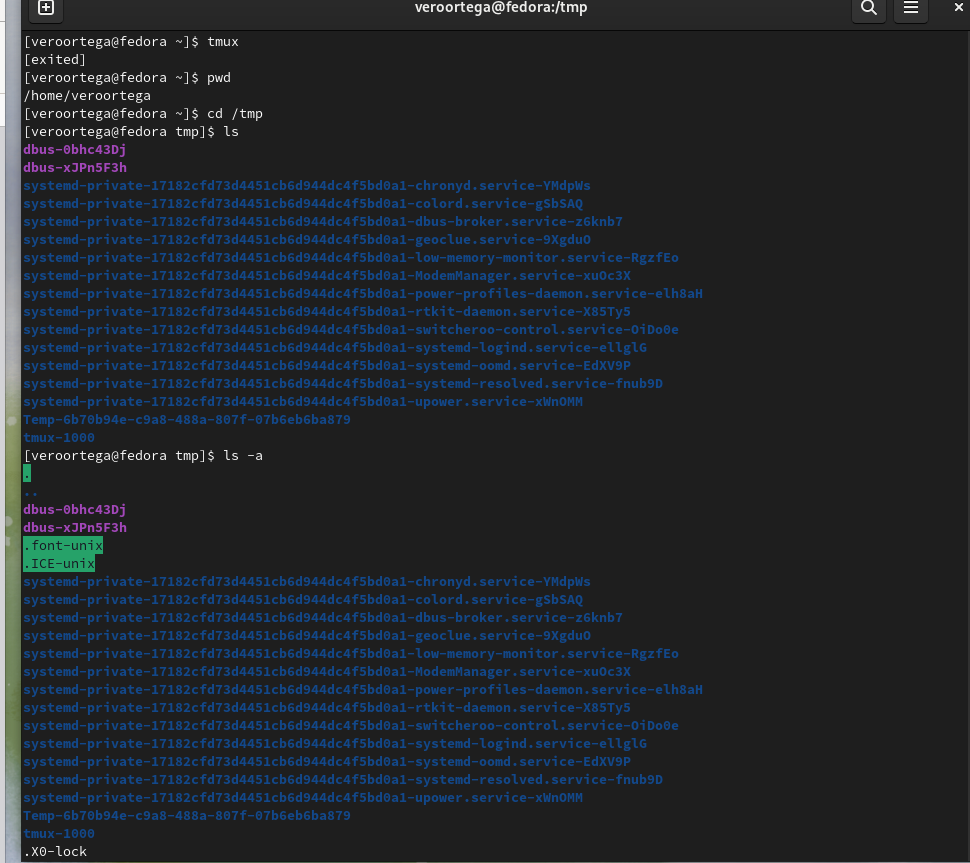 veroortega@fedora:/tmp
[veroortega@fedora ~]$ tmux
[exited]
[veroortega@fedora ~]$ pwd
/home/veroortega
[veroortega@fedora ~]$ cd /tmp
[veroortega@fedora tmp]$ ls
dbus-0bhc43Dj
dbus-xJPn5F3h
systemd-private-17182cfd73d4451cb6d944dc4f5bd0a1-chronyd.service-YMdpWs
systemd-private-17182cfd73d4451cb6d944dc4f5bd0a1-colord.service-gSbSAQ
systemd-private-17182cfd73d4451cb6d944dc4f5bd0a1-dbus-broker.service-z6knb7
systemd-private-17182cfd73d4451cb6d944dc4f5bd0a1-geoclue.service-9XgduO
systemd-private-17182cfd73d4451cb6d944dc4f5bd0a1-low-memory-monitor.service-RgzfEo
systemd-private-17182cfd73d4451cb6d944dc4f5bd0a1-ModemManager.service-xuOc3X
systemd-private-17182cfd73d4451cb6d944dc4f5bd0a1-power-profiles-daemon.service-elh8aH
systemd-private-17182cfd73d4451cb6d944dc4f5bd0a1-rtkit-daemon.service-X85Ty5
systemd-private-17182cfd73d4451cb6d944dc4f5bd0a1-switcheroo-control.service-OiDo0e
systemd-private-17182cfd73d4451cb6d944dc4f5bd0a1-systemd-logind.service-ellglG
systemd-private-17182cfd73d4451cb6d944dc4f5bd0a1-systemd-oomd.service-EdXV9P
systemd-private-17182cfd73d4451cb6d944dc4f5bd0a1-systemd-resolved.service-fnub9D
systemd-private-17182cfd73d4451cb6d944dc4f5bd0a1-upower.service-xWnOMM
Temp-6b70b94e-c9a8-488a-807f-07b6eb6ba879
tmux-1000
[veroortega@fedora tmp]$ ls -a
.
..
dbus-0bhc43Dj
dbus-xJPn5F3h
.font-unix
.ICE-unix
systemd-private-17182cfd73d4451cb6d944dc4f5bd0a1-chronyd.service-YMdpWs
systemd-private-17182cfd73d4451cb6d944dc4f5bd0a1-colord.service-gSbSAQ
systemd-private-17182cfd73d4451cb6d944dc4f5bd0a1-dbus-broker.service-z6knb7
systemd-private-17182cfd73d4451cb6d944dc4f5bd0a1-geoclue.service-9XgduO
systemd-private-17182cfd73d4451cb6d944dc4f5bd0a1-low-memory-monitor.service-RgzfEo
systemd-private-17182cfd73d4451cb6d944dc4f5bd0a1-ModemManager.service-xuOc3X
systemd-private-17182cfd73d4451cb6d944dc4f5bd0a1-power-profiles-daemon.service-elh8aH
systemd-private-17182cfd73d4451cb6d944dc4f5bd0a1-rtkit-daemon.service-X85Ty5
systemd-private-17182cfd73d4451cb6d944dc4f5bd0a1-switcheroo-control.service-OiDo0e
systemd-private-17182cfd73d4451cb6d944dc4f5bd0a1-systemd-logind.service-ellglG
systemd-private-17182cfd73d4451cb6d944dc4f5bd0a1-systemd-oomd.service-EdXV9P
systemd-private-17182cfd73d4451cb6d944dc4f5bd0a1-systemd-resolved.service-fnub9D
systemd-private-17182cfd73d4451cb6d944dc4f5bd0a1-upower.service-xWnOMM
Temp-6b70b94e-c9a8-488a-807f-07b6eb6ba879
tmux-1000
.X0-lock